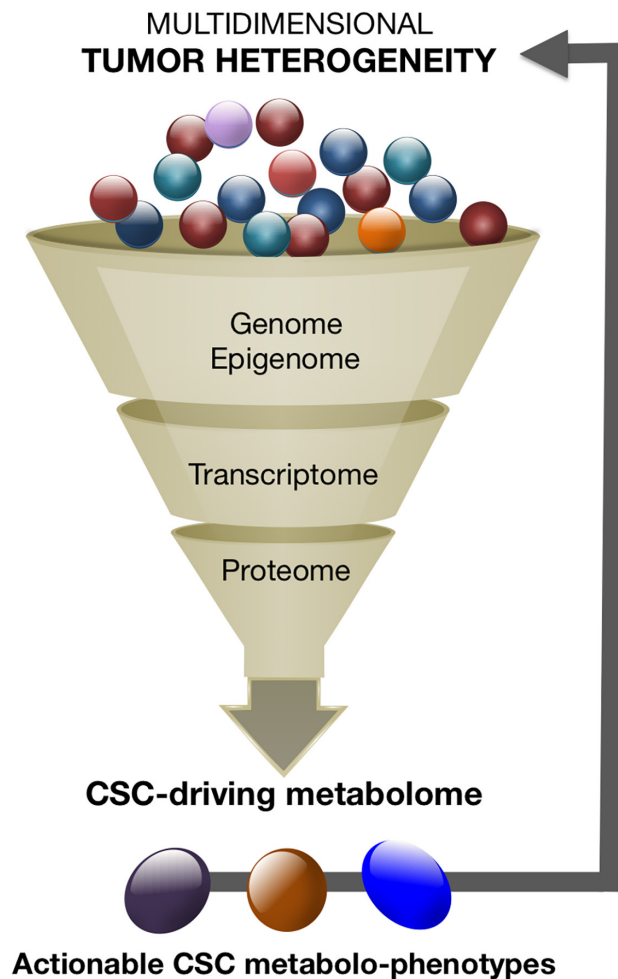 MULTIDIMENSIONAL
TUMOR HETEROGENEITY
Genome
Epigenome
Transcriptome
Proteome
CSC-driving metabolome
Actionable CSC metabolo-phenotypes